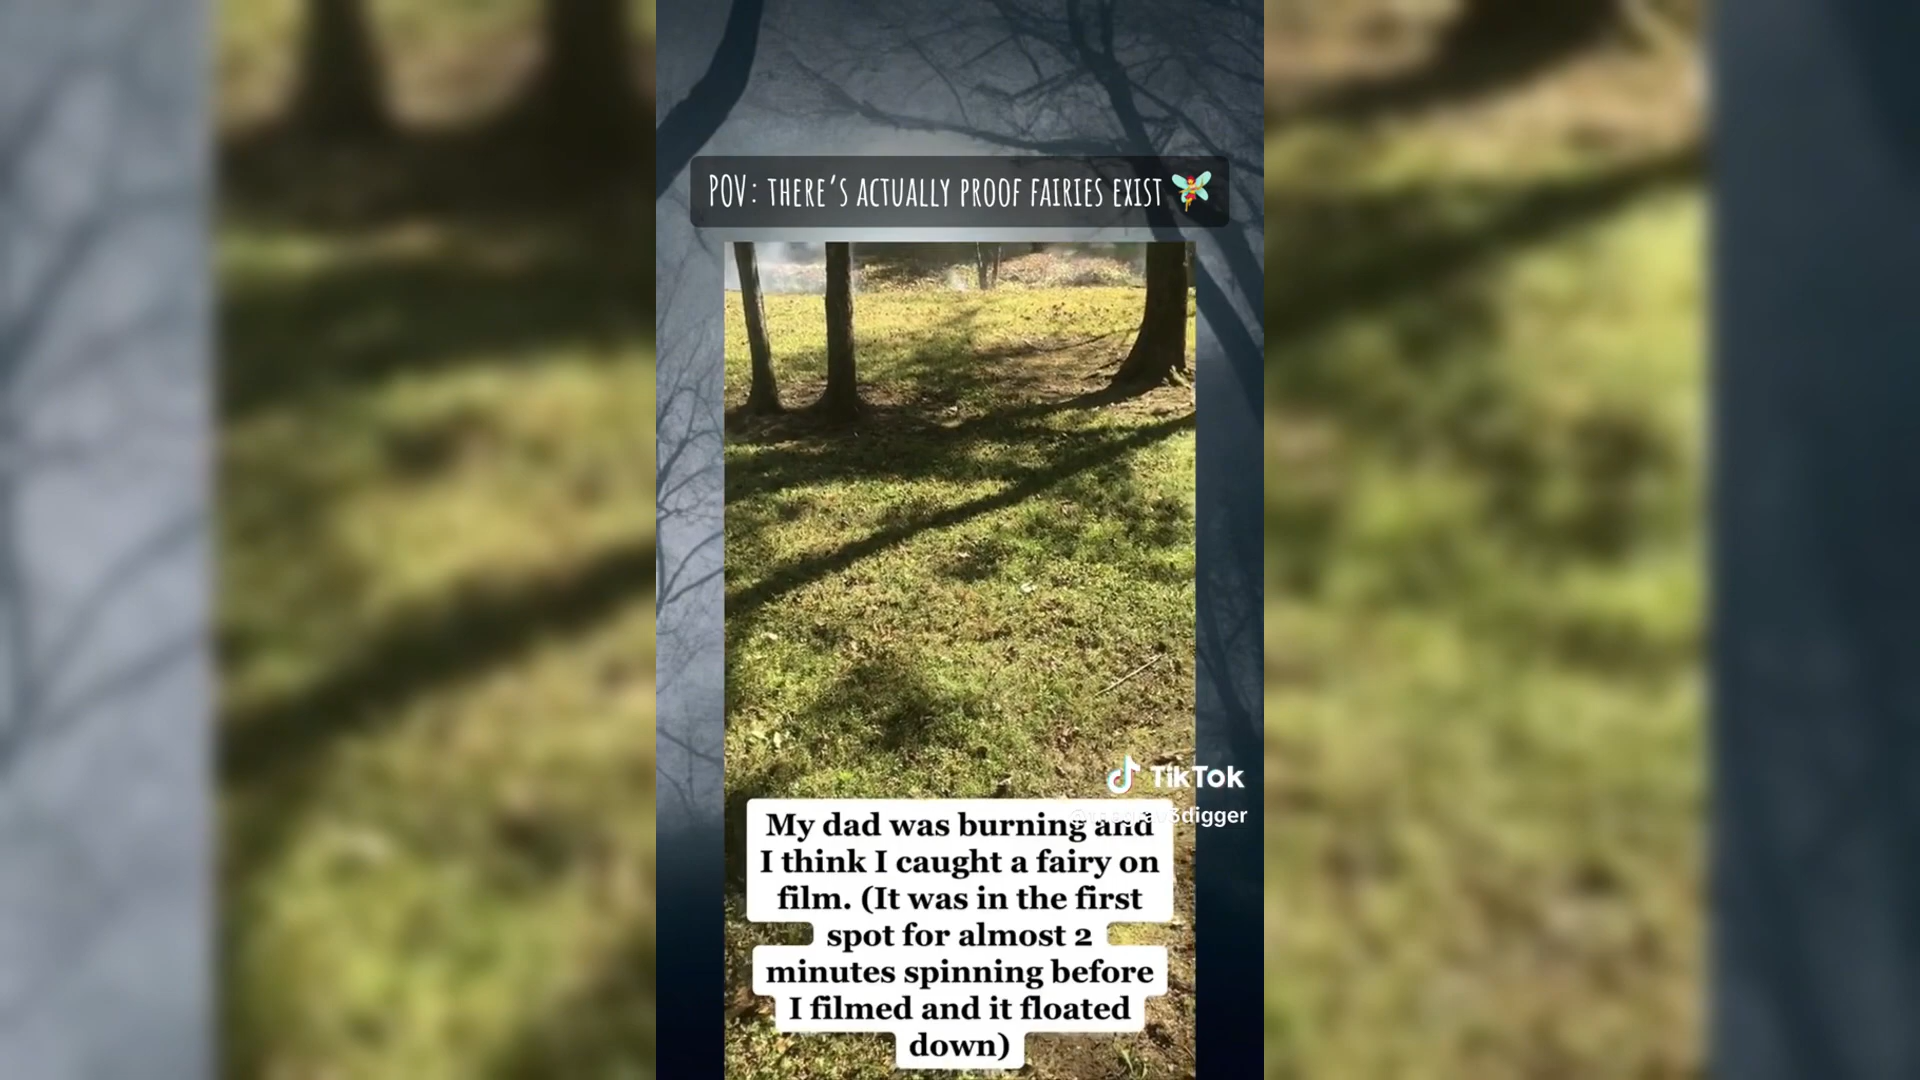 POV: THERE'S ACTUALLY PROOF FAIRIES EXIST
TikTok
My dad was burning and
I think I caught a fairy on
film. (It was in the first
spot for almost 2
minutes spinning before
I filmed and it floated
down)